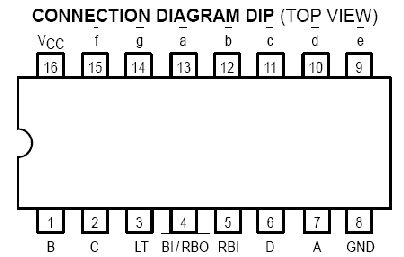 CONNECTION DIAGRAM DIP (TOP VIEW)
VCC f̅ g̅ a̅ b̅ c̅ d̅ e̅
16 15 14 13 12 11 10 9
1 2 3 4 5 6 7 8
B C LT BI/RBO RBI D A GND